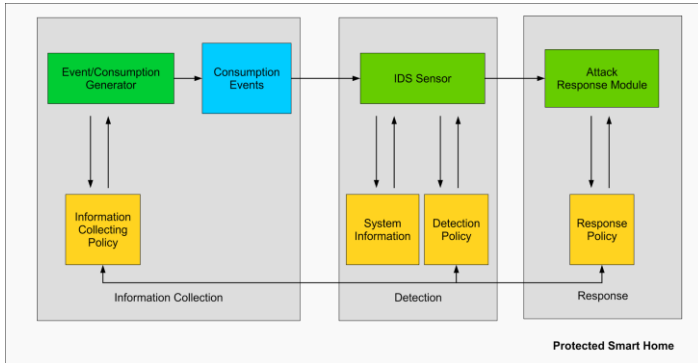 Event/Consumption
Generator
Consumption
Events
IDS Sensor
Attack
Response Module
Information
Collecting
Policy
System
Information
Detection
Policy
Response
Policy
Information Collection
Detection
Response
Protected Smart Home